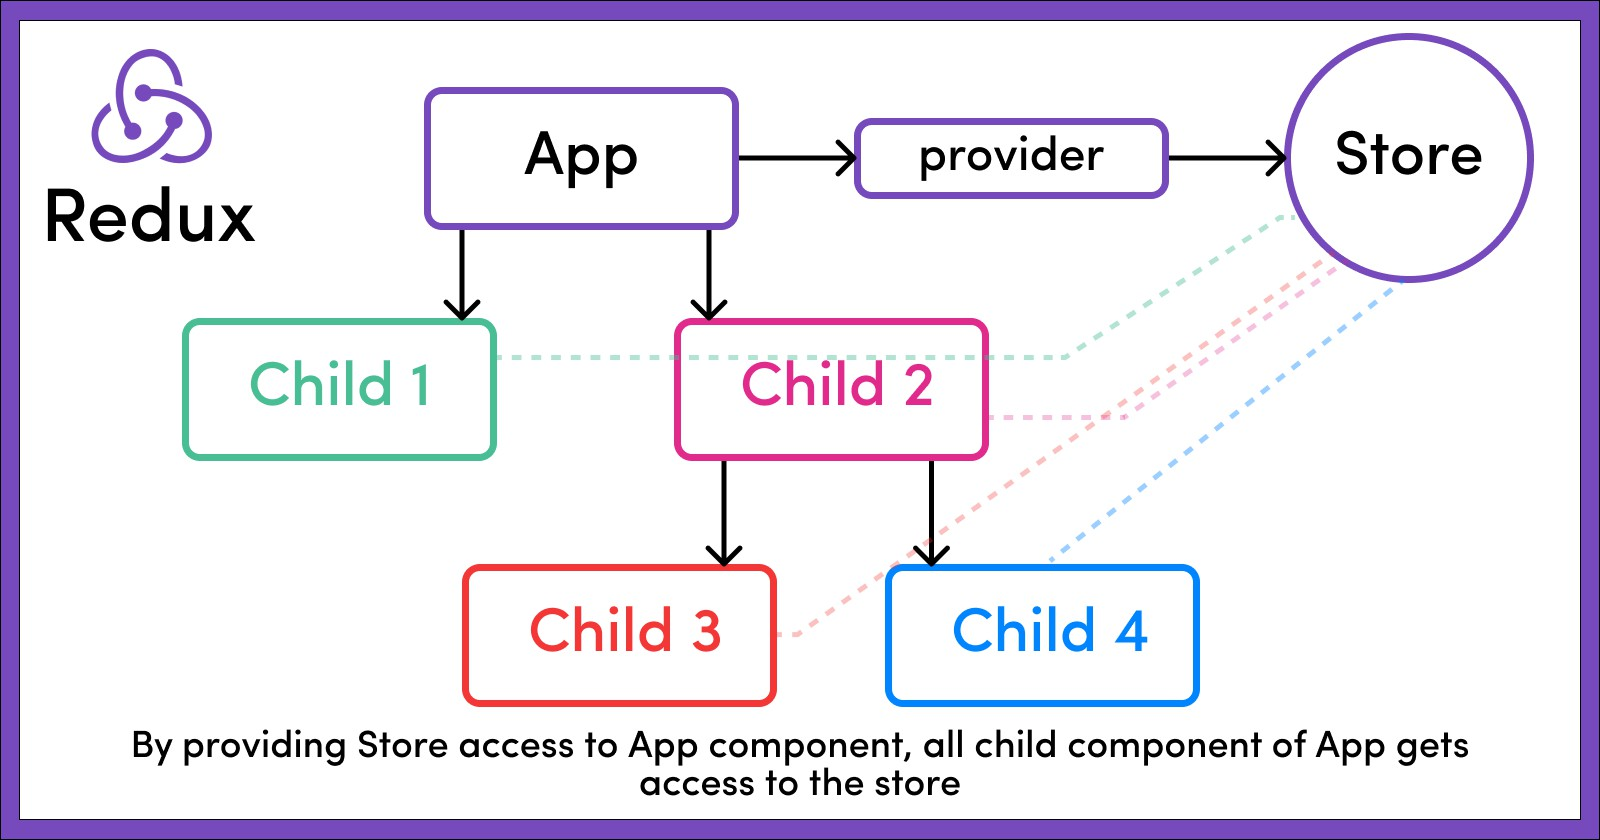 Redux
App
provider
Store
Child 1
Child 2
Child 3
Child 4
By providing Store access to App component, all child component of App gets
access to the store